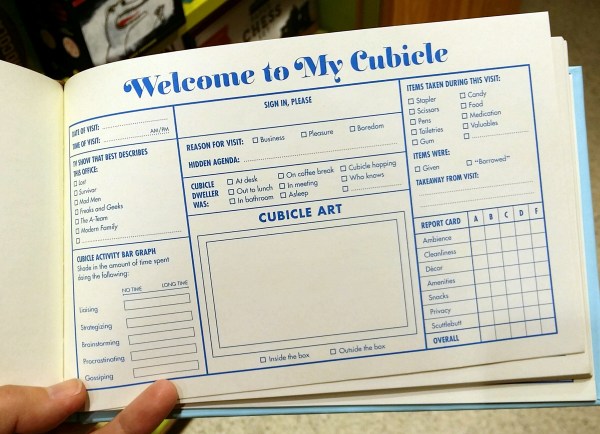 CHESS
Welcome to My Cubicle
DATE OF VISIT:
TIME OF VISIT: AM/PM
TV SHOW THAT BEST DESCRIBES
THIS OFFICE:
Lost
Survivor
Mad Men
Freaks and Geeks
The A-Team
Modern Family
CUBICLE ACTIVITY BAR GRAPH
Shade in the amount of time spent
doing the following:
NO TIME LONG TIME
Liaising
Strategizing
Brainstorming
Procrastinating
Gossiping
SIGN IN, PLEASE
REASON FOR VISIT: Business Pleasure Boredom
HIDDEN AGENDA:
CUBICLE
DWELLER
WAS:
At desk On coffee break Cubicle hopping
Out to lunch In meeting Who knows
In bathroom Asleep
CUBICLE ART
Inside the box Outside the box
ITEMS TAKEN DURING THIS VISIT:
Stapler Candy
Scissors Food
Pens Medication
Toiletries Valuables
Gum
ITEMS WERE:
Given "Borrowed"
TAKEAWAY FROM VISIT:
REPORT CARD A B C D F
Ambience
Cleanliness
Décor
Amenities
Snacks
Privacy
Scuttlebutt
OVERALL